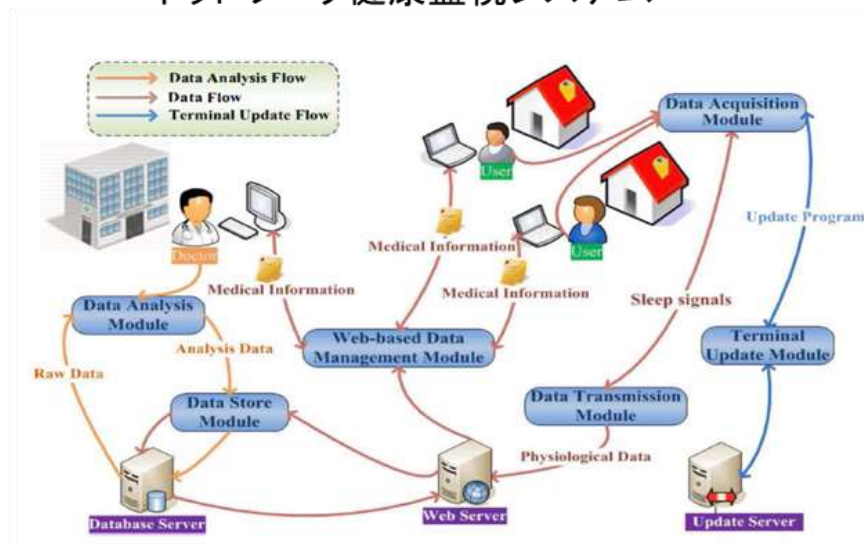 Data Analysis Flow
Data Flow
Terminal Update Flow
Data Acquisition
Module
User
User
Update Program
Doctor
Medical Information
Medical Information
Medical Information
Sleep signals
Data Analysis
Module
Web-based Data
Management Module
Terminal
Update Module
Analysis Data
Raw Data
Data Store
Module
Data Transmission
Module
Physiological Data
Database Server
Web Server
Update Server